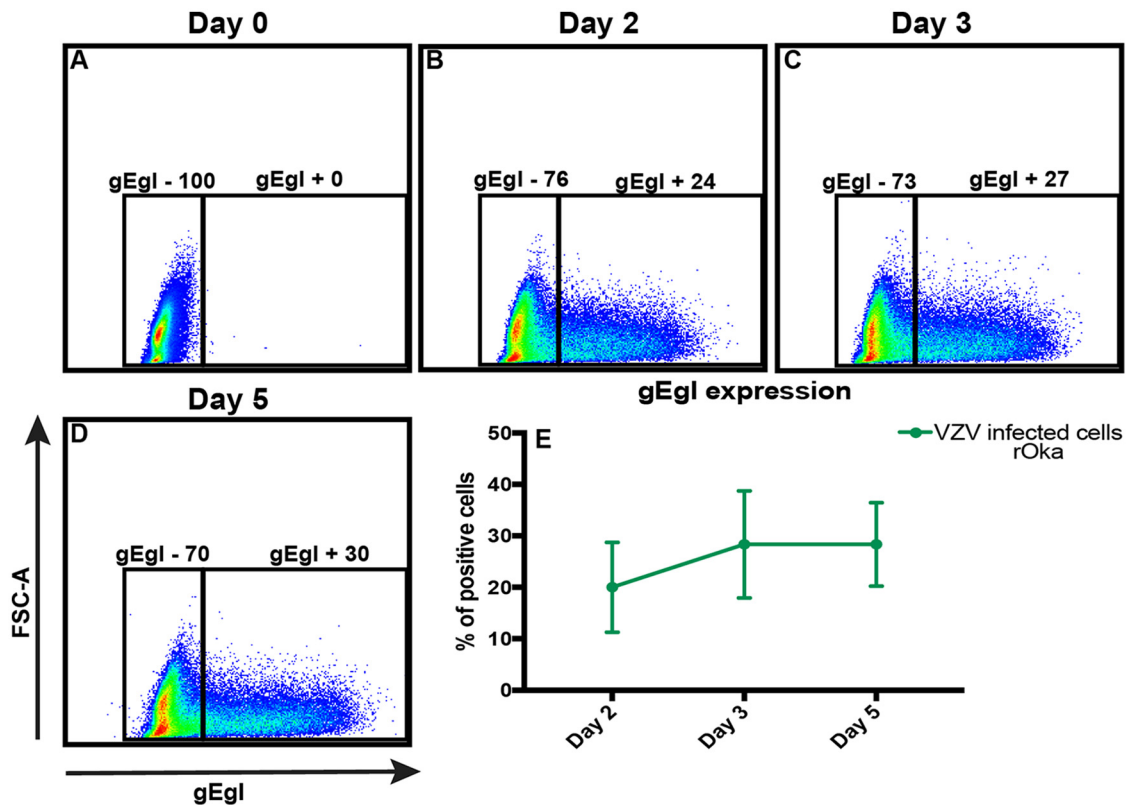 Day 0
Day 2
Day 3
A
B
C
gEgI - 100
gEgI + 0
gEgI - 76
gEgI + 24
gEgI - 73
gEgI + 27
Day 5
D
gEgI - 70
gEgI + 30
FSC-A
gEgI
gEgI expression
E
VZV infected cells
rOka
% of positive cells
50
40
30
20
10
0
Day 2
Day 3
Day 5